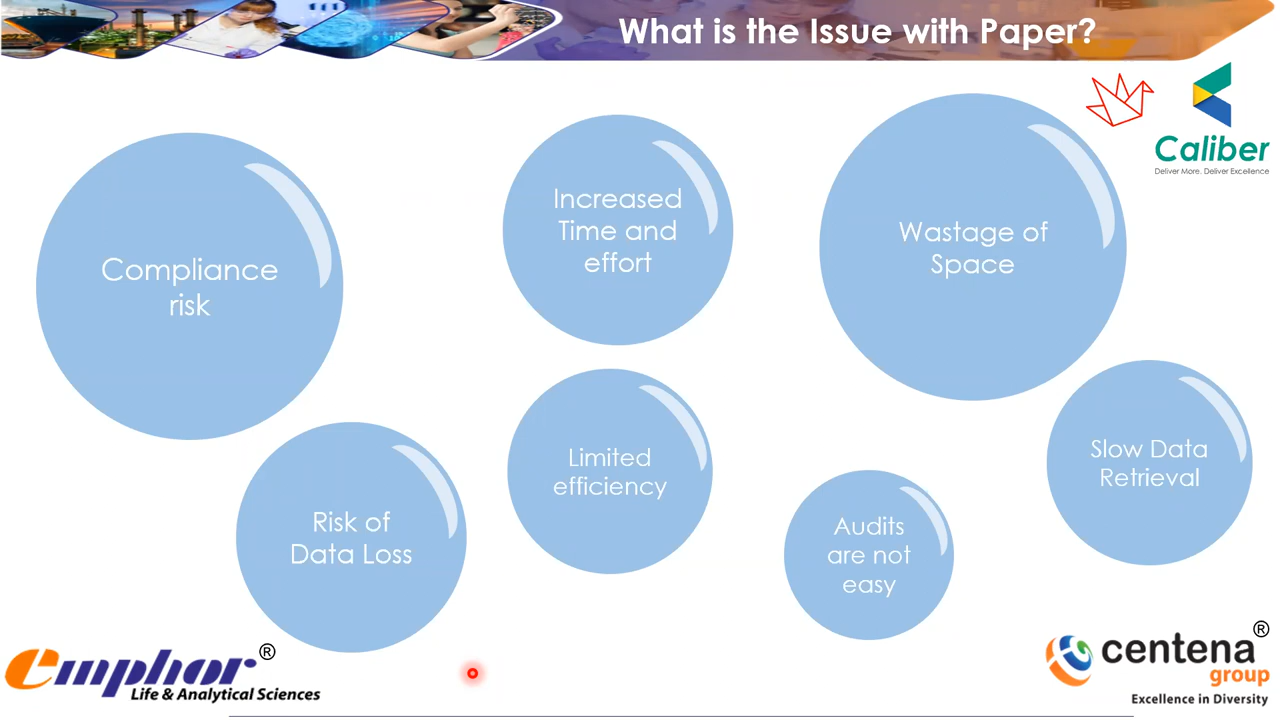 What is the Issue with Paper?
Caliber
Deliver More. Deliver Excellence
Compliance
risk
Increased
Time and
effort
Wastage of
Space
Risk of
Data Loss
Limited
efficiency
Audits
are not
easy
Slow Data
Retrieval
emphor®
Life & Analytical Sciences
centena®
group
Excellence in Diversity